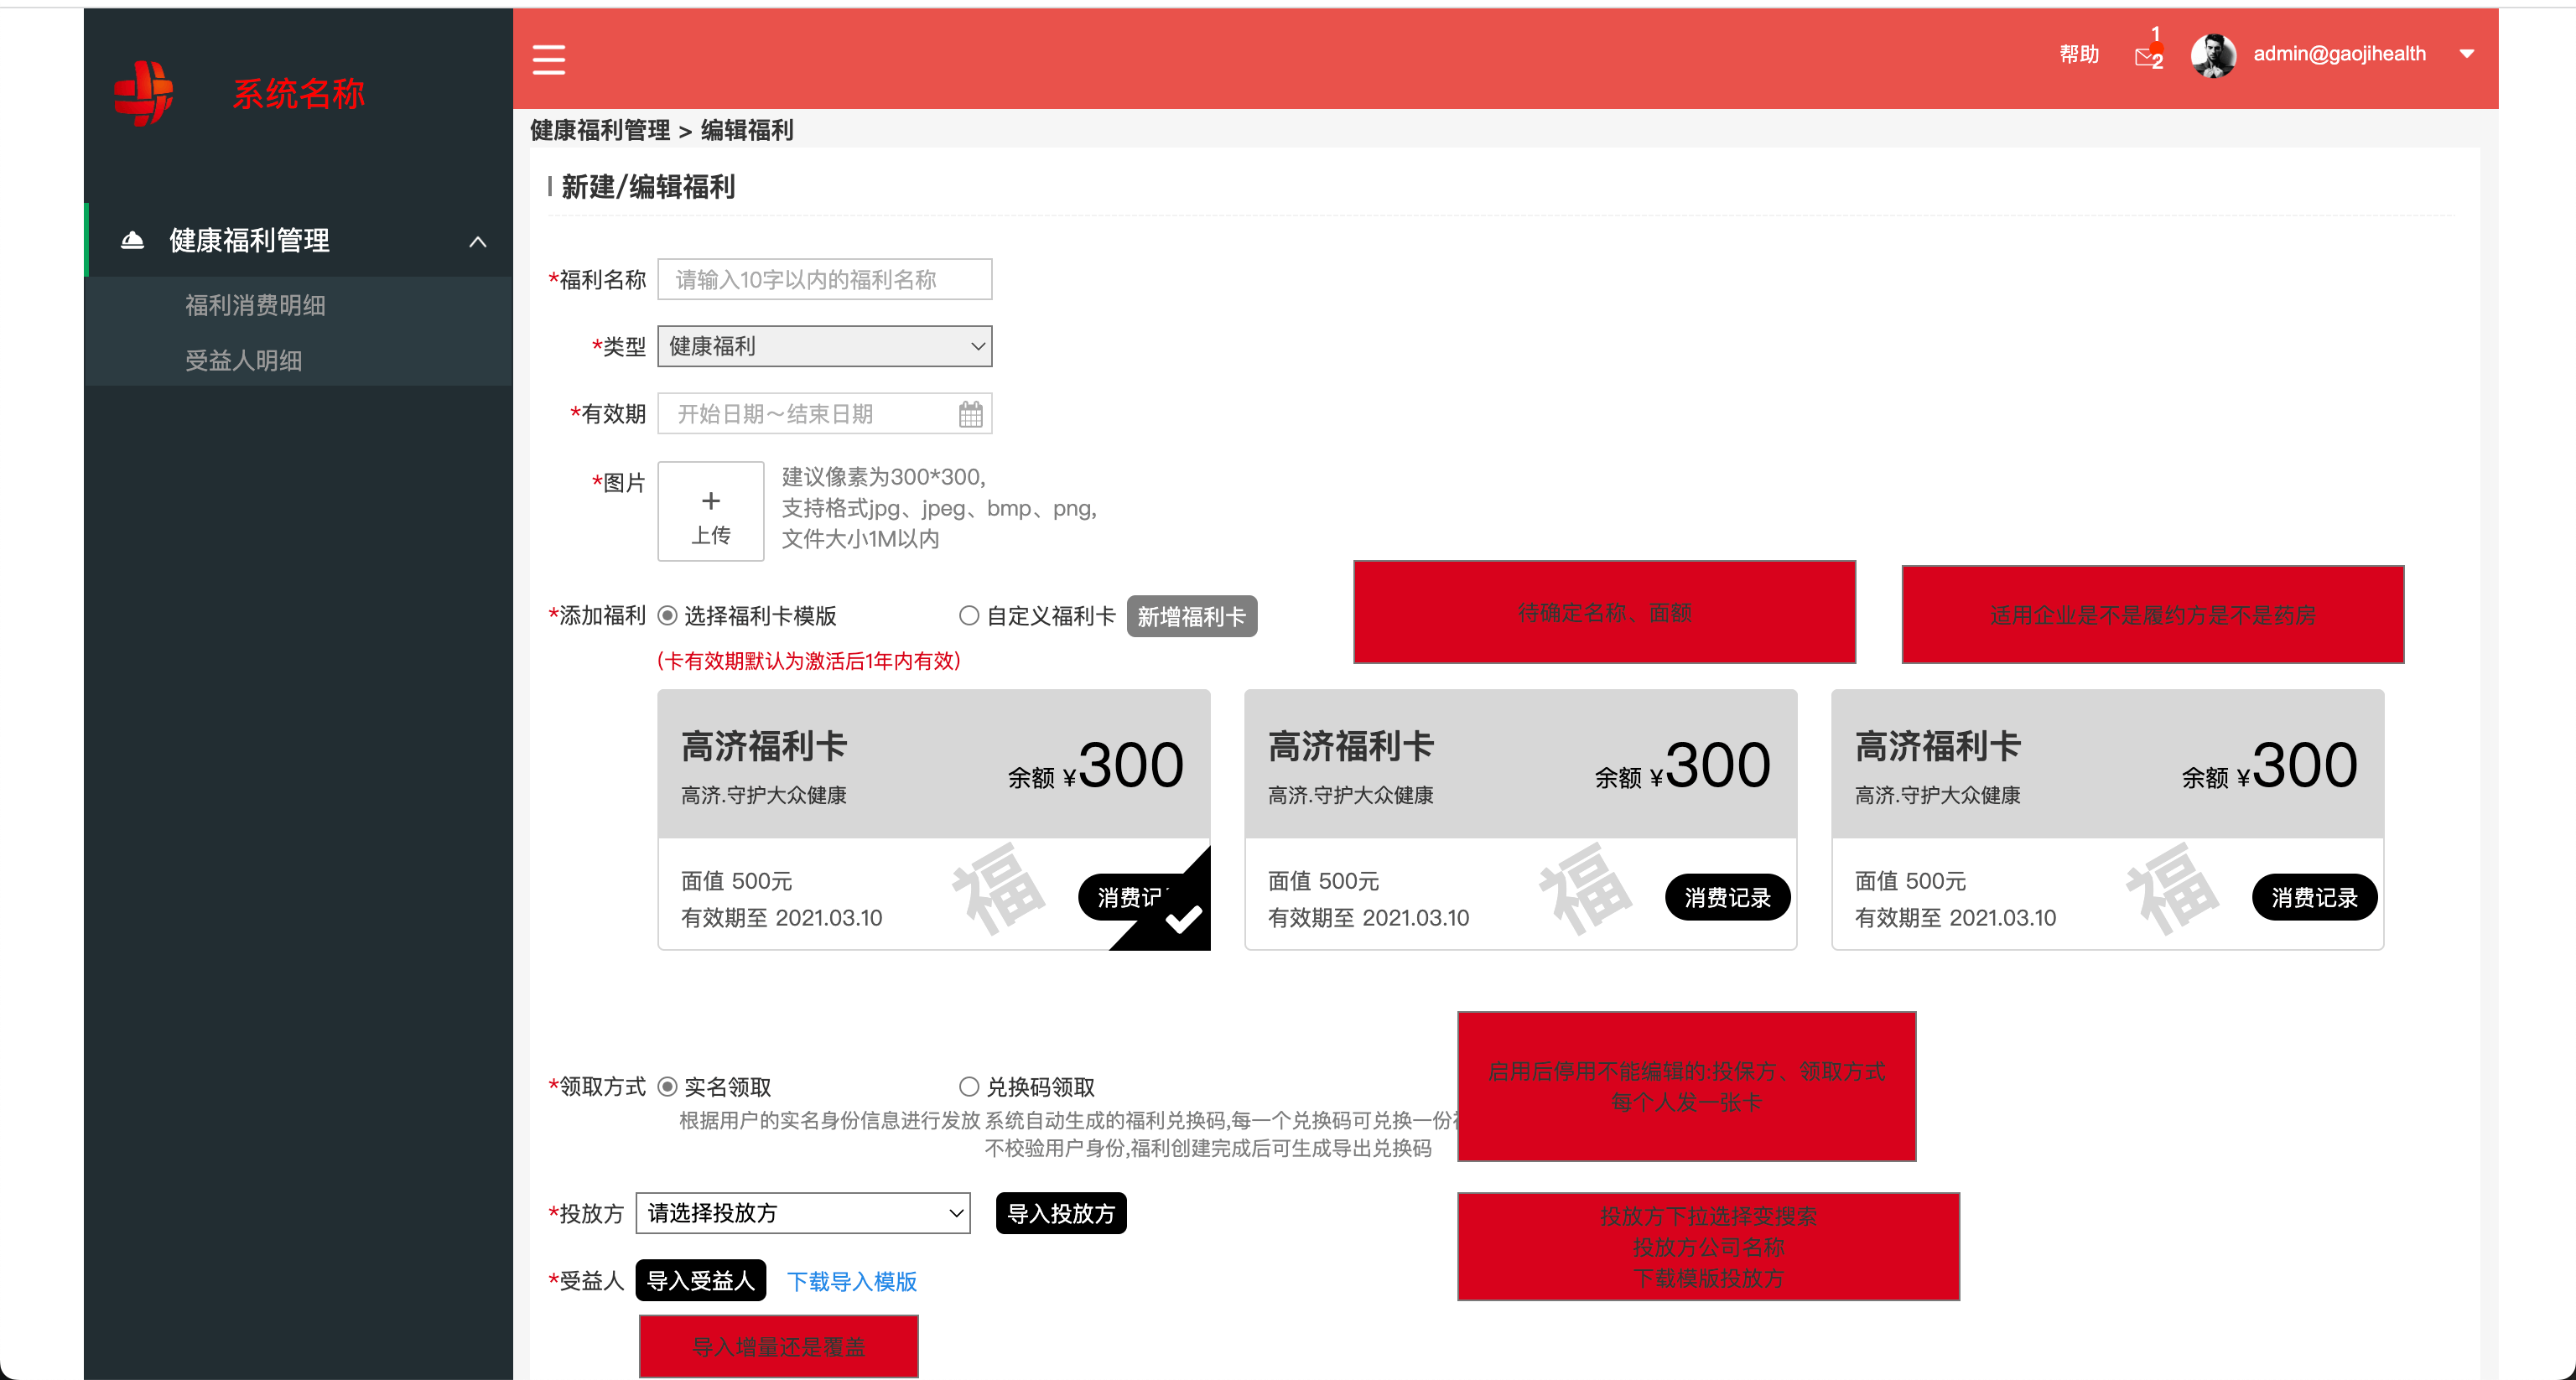 系统名称
帮助
1
2
admin@gaojihealth
健康福利管理 > 编辑福利
新建/编辑福利
健康福利管理
福利消费明细
受益人明细
*福利名称 请输入10字以内的福利名称
*类型 健康福利
*有效期 开始日期~结束日期
*图片
+
上传
建议像素为300*300,
支持格式jpg、jpeg、bmp、png,
文件大小1M以内
*添加福利 选择福利卡模版 自定义福利卡 新增福利卡
(卡有效期默认为激活后1年内有效)
待确定名称、面额
适用企业是不是履约方是不是药房
高济福利卡
高济.守护大众健康
余额 ¥300
面值 500元
有效期至 2021.03.10
福
消费记
高济福利卡
高济.守护大众健康
余额 ¥300
面值 500元
有效期至 2021.03.10
福
消费记录
高济福利卡
高济.守护大众健康
余额 ¥300
面值 500元
有效期至 2021.03.10
福
消费记录
*领取方式 实名领取 兑换码领取
根据用户的实名身份信息进行发放
系统自动生成的福利兑换码,每一个兑换码可兑换一份
不校验用户身份,福利创建完成后可生成导出兑换码
启用后停用不能编辑的:投保方、领取方式
每个人发一张卡
*投放方 请选择投放方 导入投放方
投放方下拉选择变搜索
投放方公司名称
下载模版投放方
*受益人 导入受益人 下载导入模版
导入增量还是覆盖